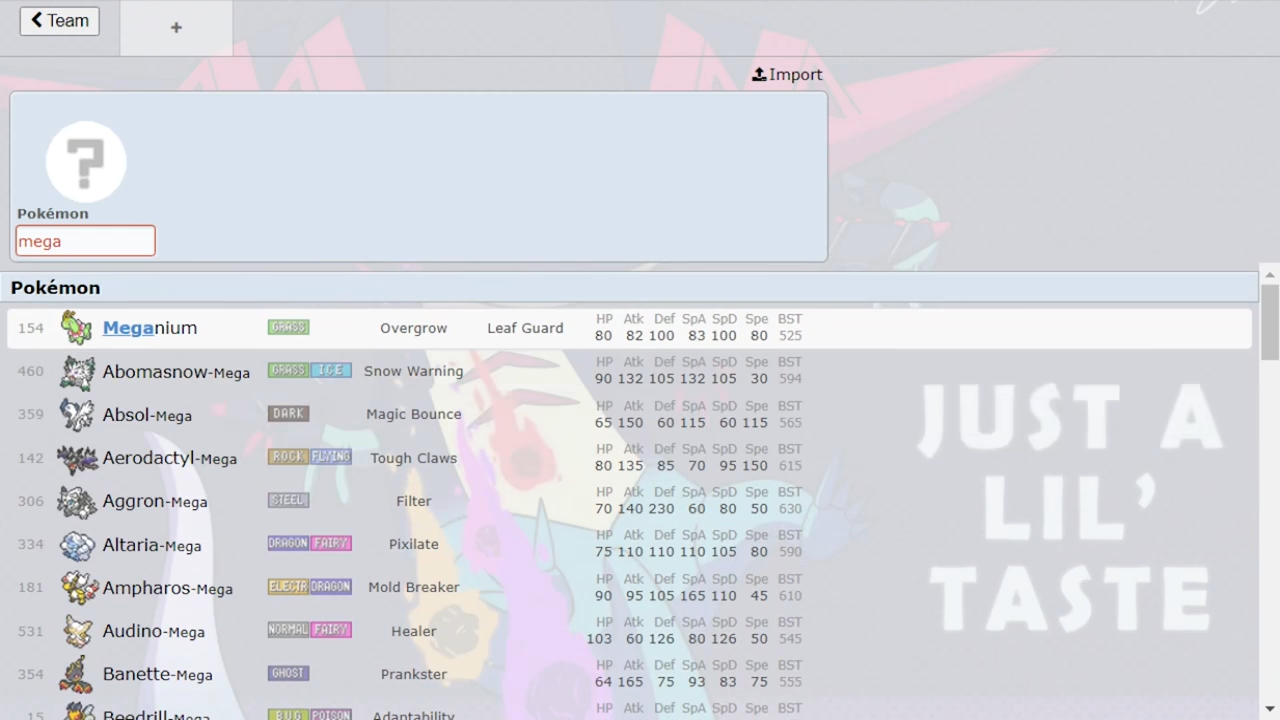 Team
+
Import
?
Pokémon
mega
Pokémon
154 Meganium GRASS Overgrow Leaf Guard HP 80 Atk 82 Def 100 SpA 83 SpD 100 Spe 80 BST 525
460 Abomasnow-Mega GRASS ICE Snow Warning HP 90 Atk 132 Def 105 SpA 132 SpD 105 Spe 30 BST 594
359 Absol-Mega DARK Magic Bounce HP 65 Atk 150 Def 60 SpA 115 SpD 60 Spe 115 BST 565
142 Aerodactyl-Mega ROCK FLYING Tough Claws HP 80 Atk 135 Def 85 SpA 70 SpD 95 Spe 150 BST 615
306 Aggron-Mega STEEL Filter HP 70 Atk 140 Def 230 SpA 60 SpD 80 Spe 50 BST 630
334 Altaria-Mega DRAGON FAIRY Pixilate HP 75 Atk 110 Def 110 SpA 110 SpD 105 Spe 80 BST 590
181 Ampharos-Mega ELECTR DRAGON Mold Breaker HP 90 Atk 95 Def 105 SpA 165 SpD 110 Spe 45 BST 610
531 Audino-Mega NORMAL FAIRY Healer HP 103 Atk 60 Def 126 SpA 80 SpD 126 Spe 50 BST 545
354 Banette-Mega GHOST Prankster HP 64 Atk 165 Def 75 SpA 93 SpD 83 Spe 75 BST 555
15 Beedrill-Mega BUG POISON Adaptability HP Atk Def SpA SpD Spe BST
JUST A
LIL'
TASTE